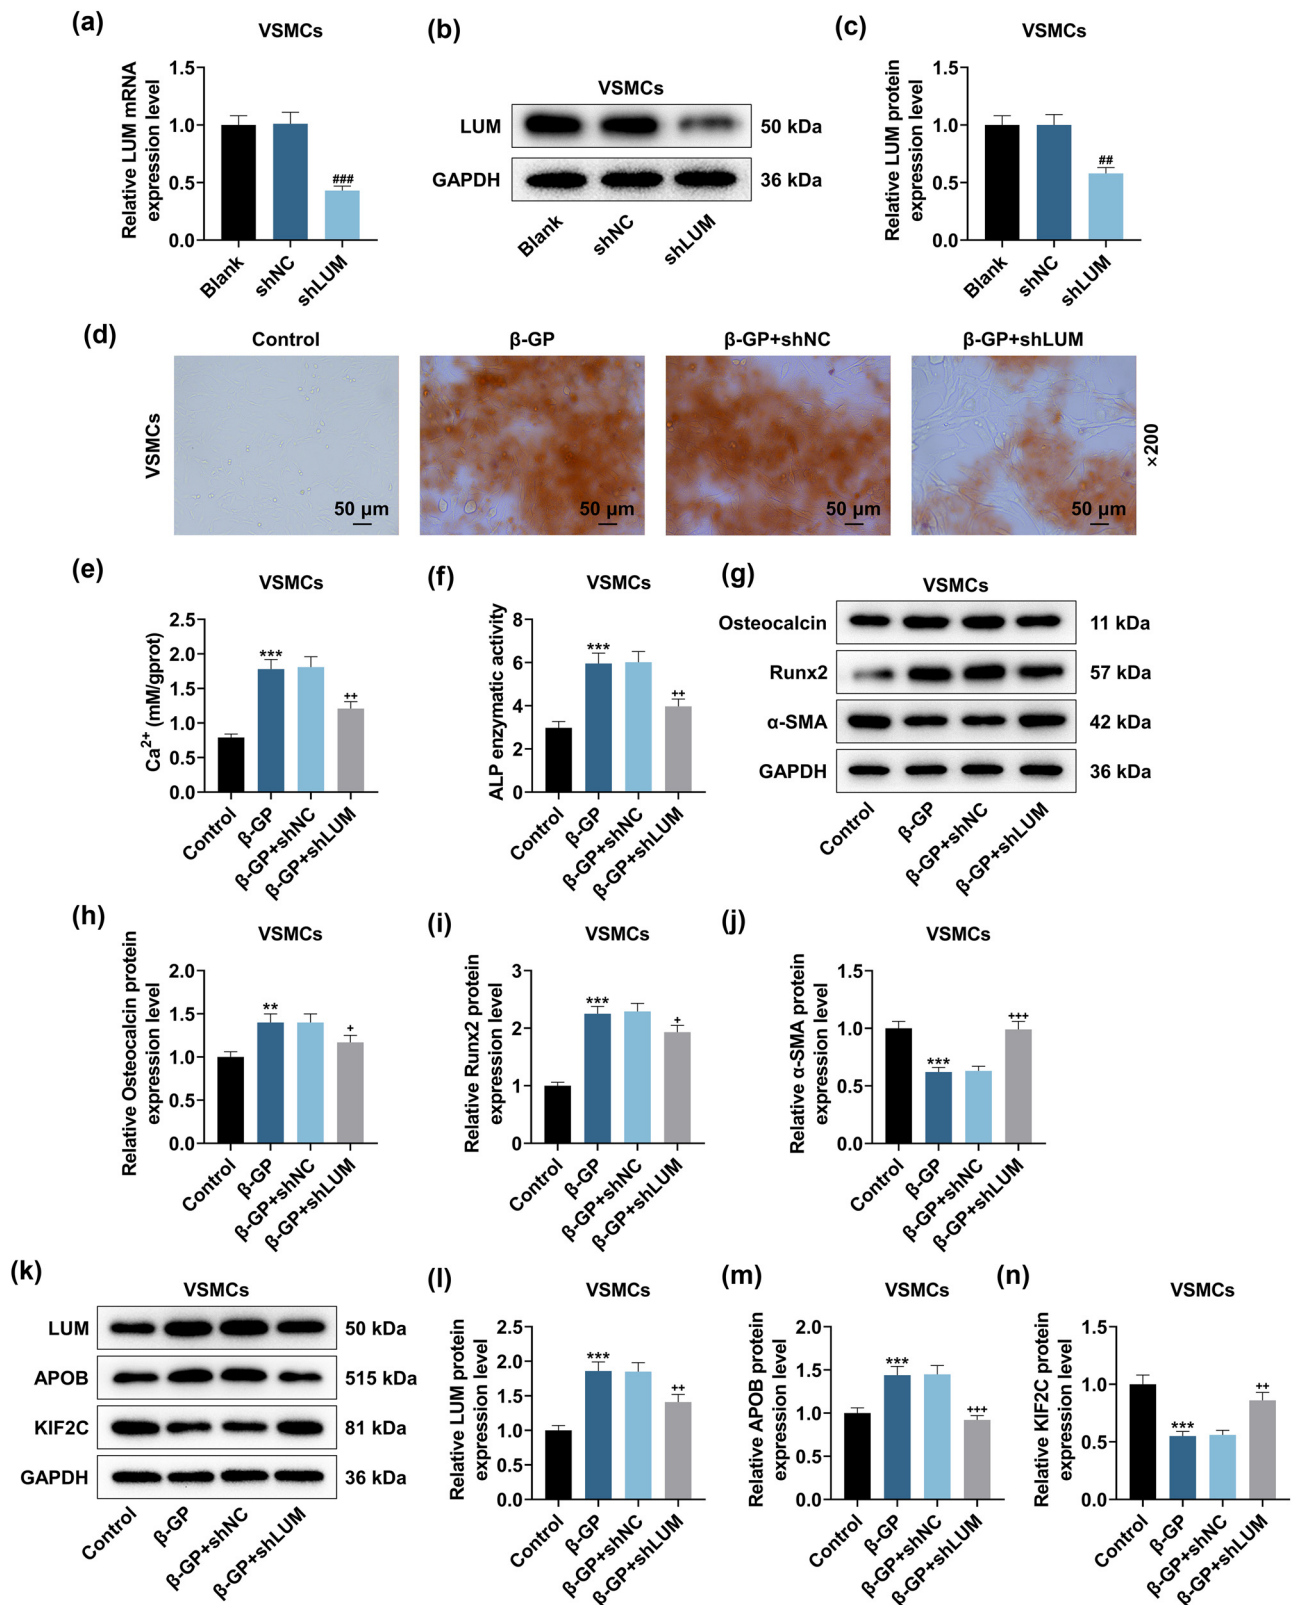 (a)
VSMCs
Relative LUM mRNA
expression level
1.5
1.0
0.5
0.0
###
Blank
shNC
shLUM
(b)
VSMCs
LUM
50 kDa
GAPDH
36 kDa
Blank
shNC
shLUM
(c)
VSMCs
Relative LUM protein
expression level
1.5
1.0
0.5
0.0
##
Blank
shNC
shLUM
(d)
Control
β-GP
β-GP+shNC
β-GP+shLUM
VSMCs
50 μm
50 μm
50 μm
50 μm
×200
(e)
VSMCs
Ca2+ (mM/gprot)
2.5
2.0
1.5
1.0
0.5
0.0
***
++
Control
β-GP
β-GP+shNC
β-GP+shLUM
(f)
VSMCs
ALP enzymatic activity
8
6
4
2
0
***
++
Control
β-GP
β-GP+shNC
β-GP+shLUM
(g)
VSMCs
Osteocalcin
11 kDa
Runx2
57 kDa
α-SMA
42 kDa
GAPDH
36 kDa
Control
β-GP
β-GP+shNC
β-GP+shLUM
(h)
VSMCs
Relative Osteocalcin protein
expression level
2.0
1.5
1.0
0.5
0.0
**
+
Control
β-GP
β-GP+shNC
β-GP+shLUM
(i)
VSMCs
Relative Runx2 protein
expression level
3
2
1
0
***
+
Control
β-GP
β-GP+shNC
β-GP+shLUM
(j)
VSMCs
Relative α-SMA protein
expression level
1.5
1.0
0.5
0.0
***
+++
Control
β-GP
β-GP+shNC
β-GP+shLUM
(k)
VSMCs
LUM
50 kDa
APOB
515 kDa
KIF2C
81 kDa
GAPDH
36 kDa
Control
β-GP
β-GP+shNC
β-GP+shLUM
(l)
VSMCs
Relative LUM protein
expression level
2.5
2.0
1.5
1.0
0.5
0.0
***
++
Control
β-GP
β-GP+shNC
β-GP+shLUM
(m)
VSMCs
Relative APOB protein
expression level
2.0
1.5
1.0
0.5
0.0
***
+++
Control
β-GP
β-GP+shNC
β-GP+shLUM
(n)
VSMCs
Relative KIF2C protein
expression level
1.5
1.0
0.5
0.0
***
++
Control
β-GP
β-GP+shNC
β-GP+shLUM